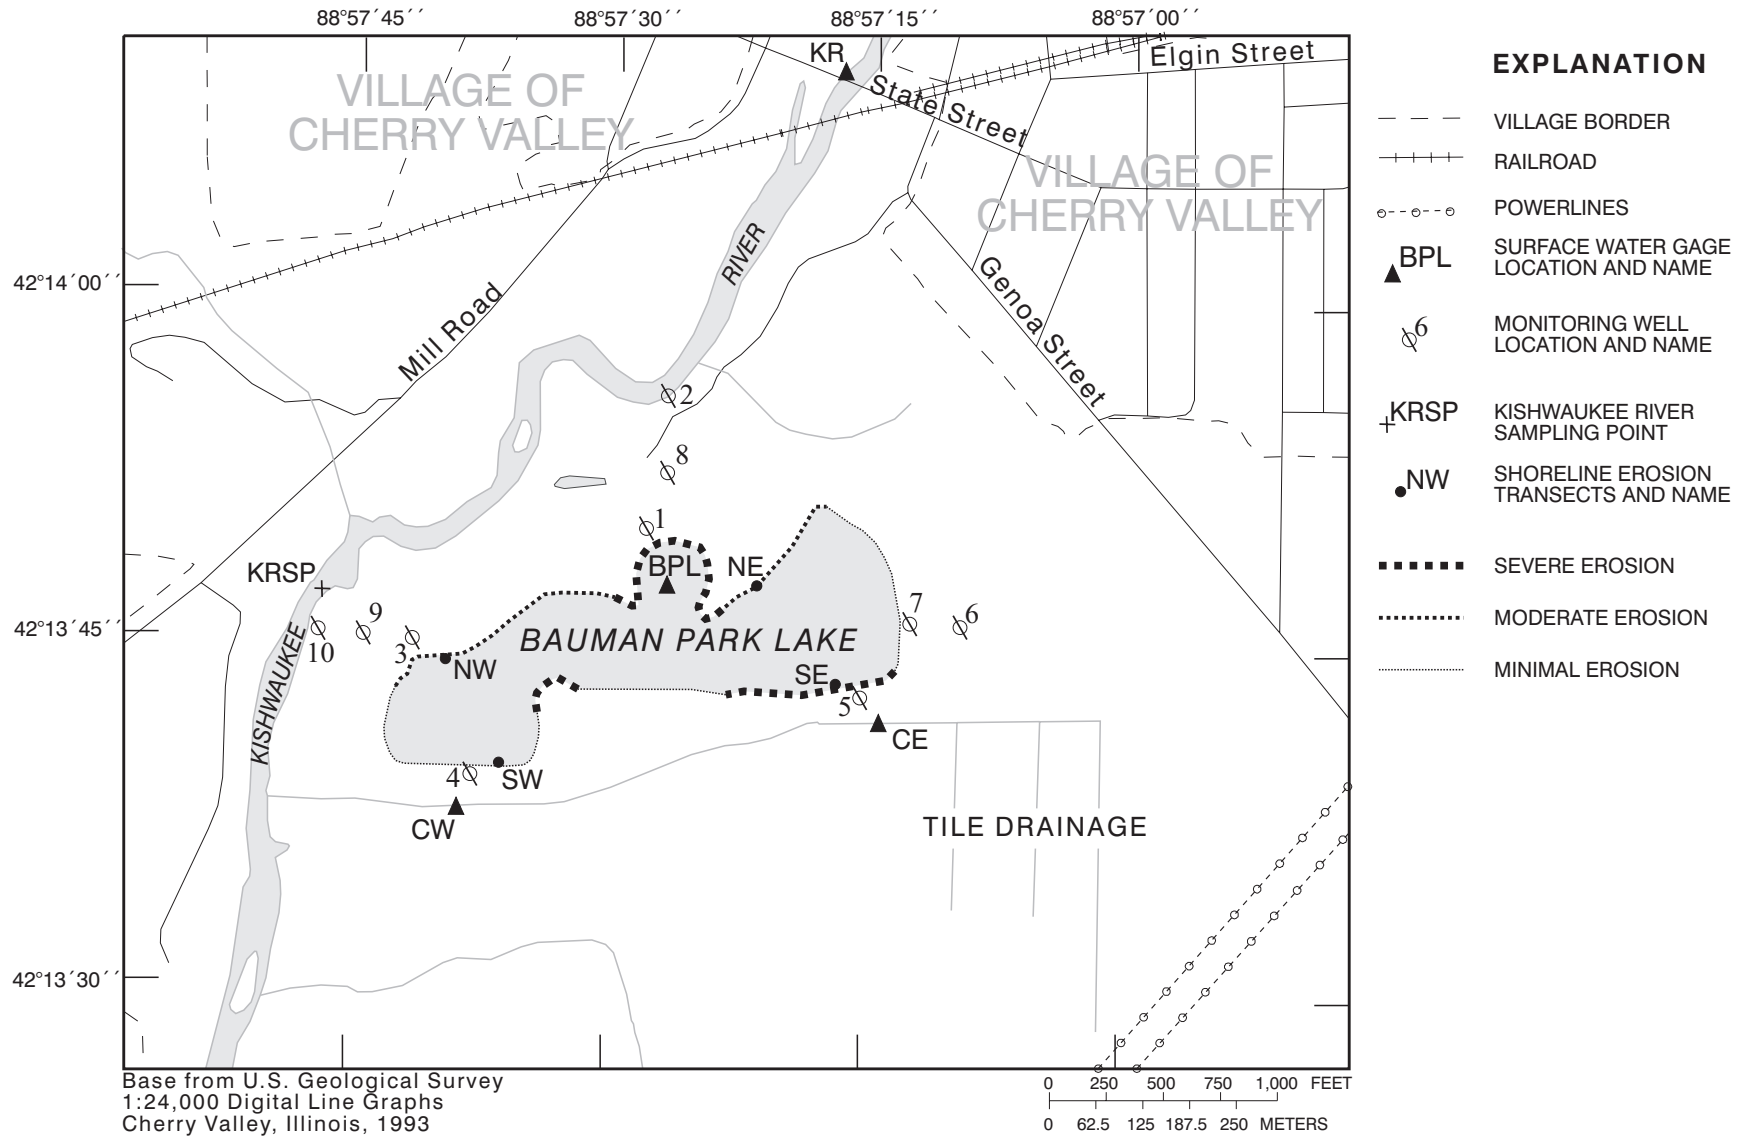 88°57´45´´
88°57´30´´
88°57´15´´
88°57´00´´
KR
Elgin Street
State Street
VILLAGE OF
CHERRY VALLEY
VILLAGE OF
CHERRY VALLEY
42°14´00´´
RIVER
Genoa Street
Mill Road
2
8
1
BPL
NE
KRSP
42°13´45´´
10
9
3
NW
BAUMAN PARK LAKE
7
6
SE
5
CE
KISHWAUKEE
4
SW
CW
TILE DRAINAGE
42°13´30´´
Base from U.S. Geological Survey
1:24,000 Digital Line Graphs
Cherry Valley, Illinois, 1993
0 250 500 750 1,000 FEET
0 62.5 125 187.5 250 METERS
EXPLANATION
VILLAGE BORDER
RAILROAD
POWERLINES
BPL
SURFACE WATER GAGE
LOCATION AND NAME
6
MONITORING WELL
LOCATION AND NAME
KRSP
KISHWAUKEE RIVER
SAMPLING POINT
NW
SHORELINE EROSION
TRANSECTS AND NAME
SEVERE EROSION
MODERATE EROSION
MINIMAL EROSION